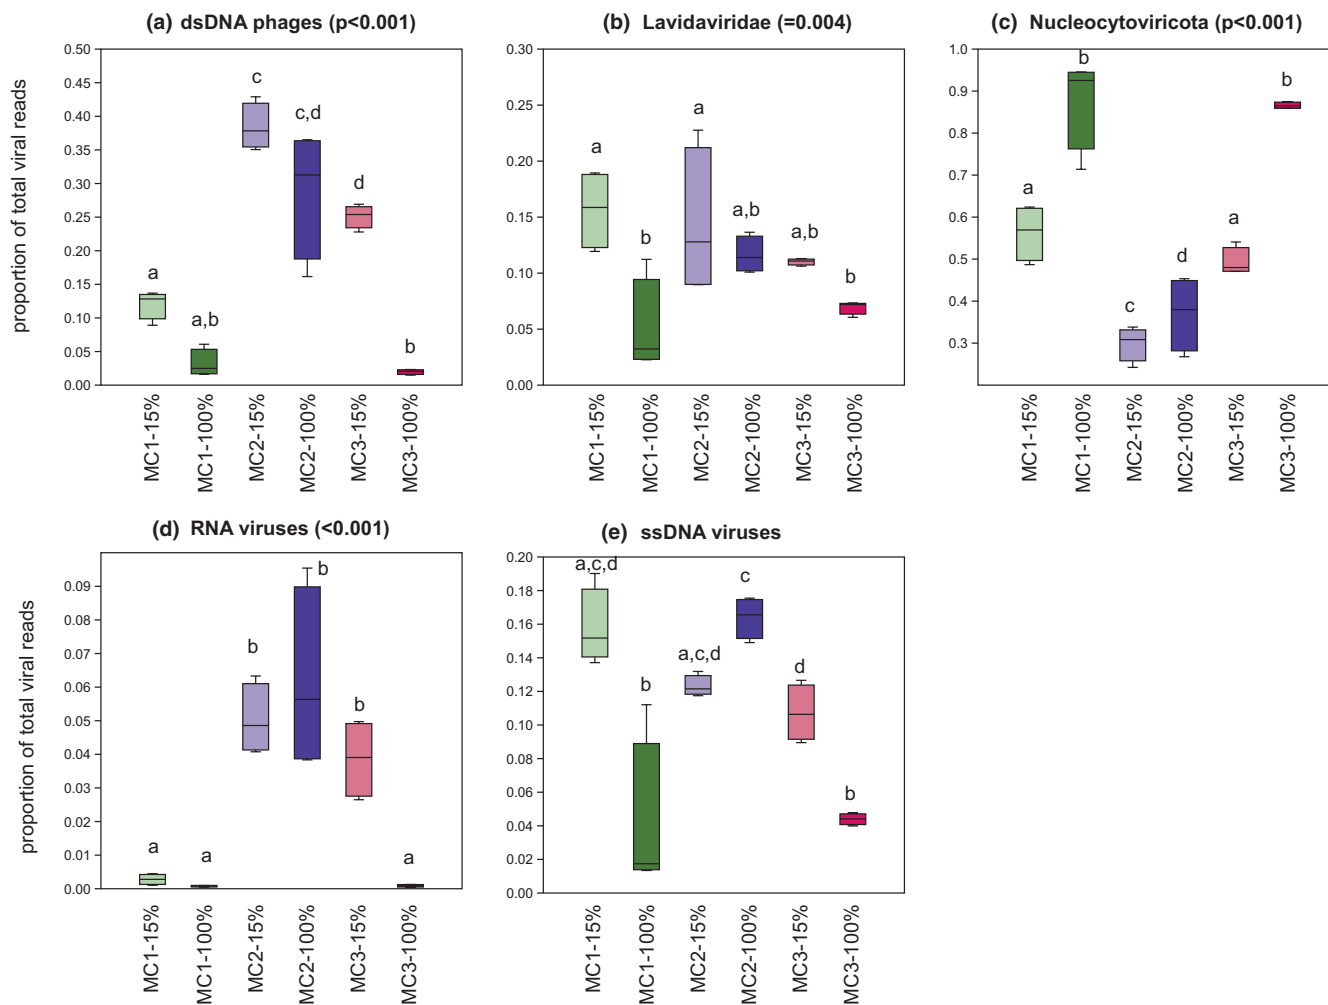 (a) dsDNA phages (p<0.001)
proportion of total viral reads
0.50
0.45
0.40
0.35
0.30
0.25
0.20
0.15
0.10
0.05
0.00
a
a,b
c
c,d
d
b
MC1-15%
MC1-100%
MC2-15%
MC2-100%
MC3-15%
MC3-100%
(b) Lavidaviridae (=0.004)
0.30
0.25
0.20
0.15
0.10
0.05
0.00
a
b
a
a,b
a,b
b
MC1-15%
MC1-100%
MC2-15%
MC2-100%
MC3-15%
MC3-100%
(c) Nucleocytoviricota (p<0.001)
1.0
0.9
0.8
0.7
0.6
0.5
0.4
0.3
a
b
c
d
a
b
MC1-15%
MC1-100%
MC2-15%
MC2-100%
MC3-15%
MC3-100%
(d) RNA viruses (<0.001)
proportion of total viral reads
0.09
0.08
0.07
0.06
0.05
0.04
0.03
0.02
0.01
0.00
a
a
b
b
b
a
MC1-15%
MC1-100%
MC2-15%
MC2-100%
MC3-15%
MC3-100%
(e) ssDNA viruses
0.20
0.18
0.16
0.14
0.12
0.10
0.08
0.06
0.04
0.02
0.00
a,c,d
b
a,c,d
c
d
b
MC1-15%
MC1-100%
MC2-15%
MC2-100%
MC3-15%
MC3-100%